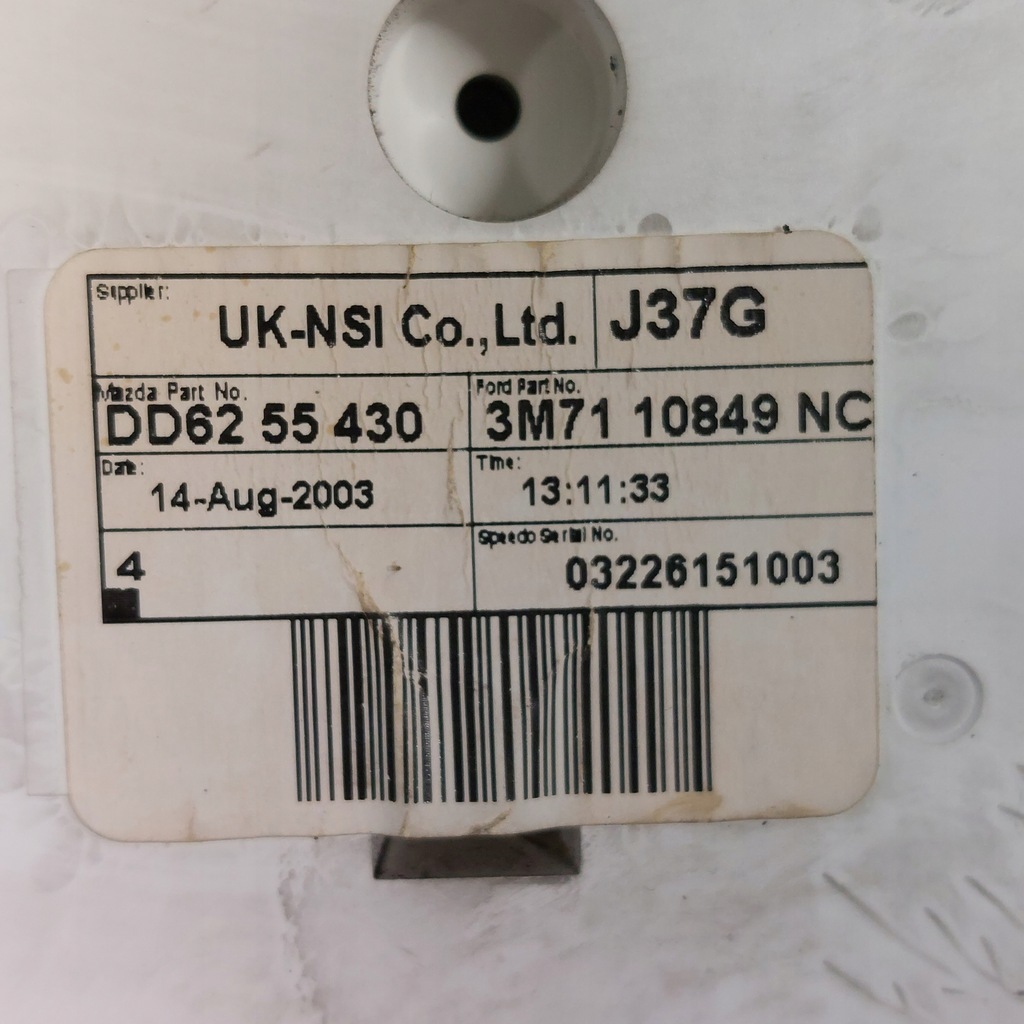 Supplier:
UK-NSI Co.,Ltd. J37G
Mazda Part No. Ford Part No.
DD62 55 430 3M71 10849 NC
Date: Time:
14-Aug-2003 13:11:33
4 Speedo Serial No.
03226151003